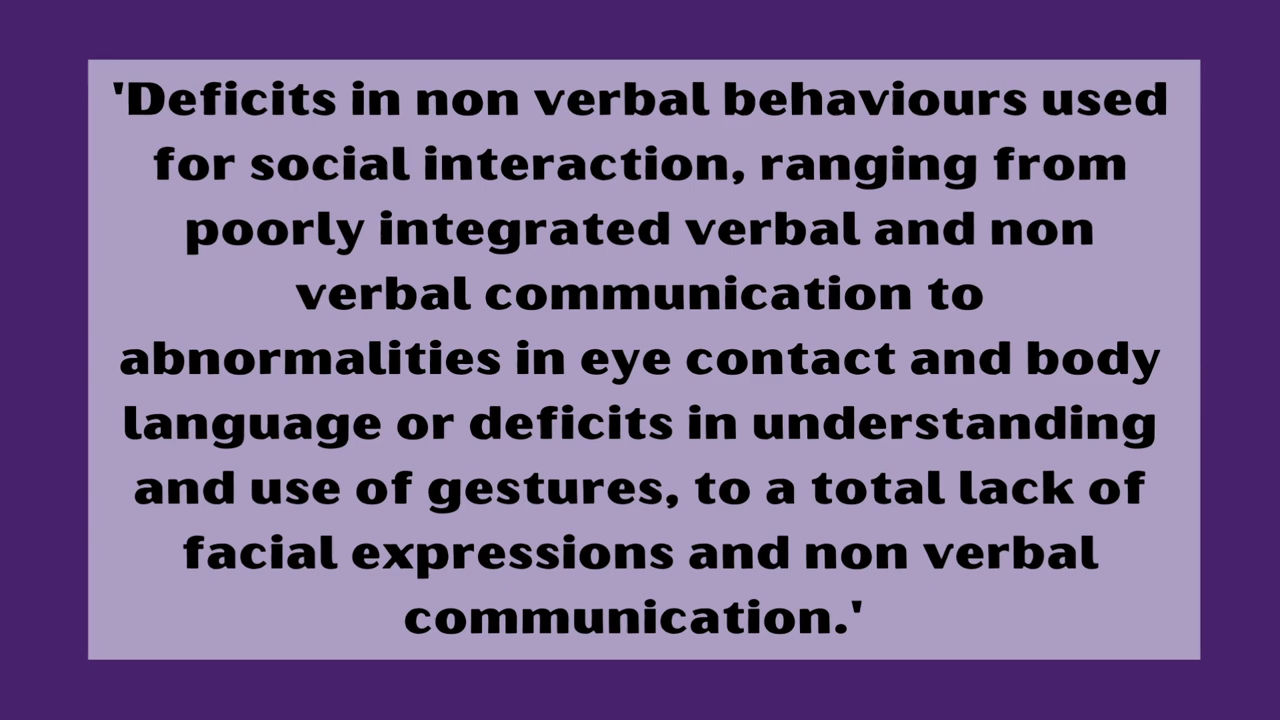 'Deficits in non verbal behaviours used
for social interaction, ranging from
poorly integrated verbal and non
verbal communication to
abnormalities in eye contact and body
language or deficits in understanding
and use of gestures, to a total lack of
facial expressions and non verbal
communication.'